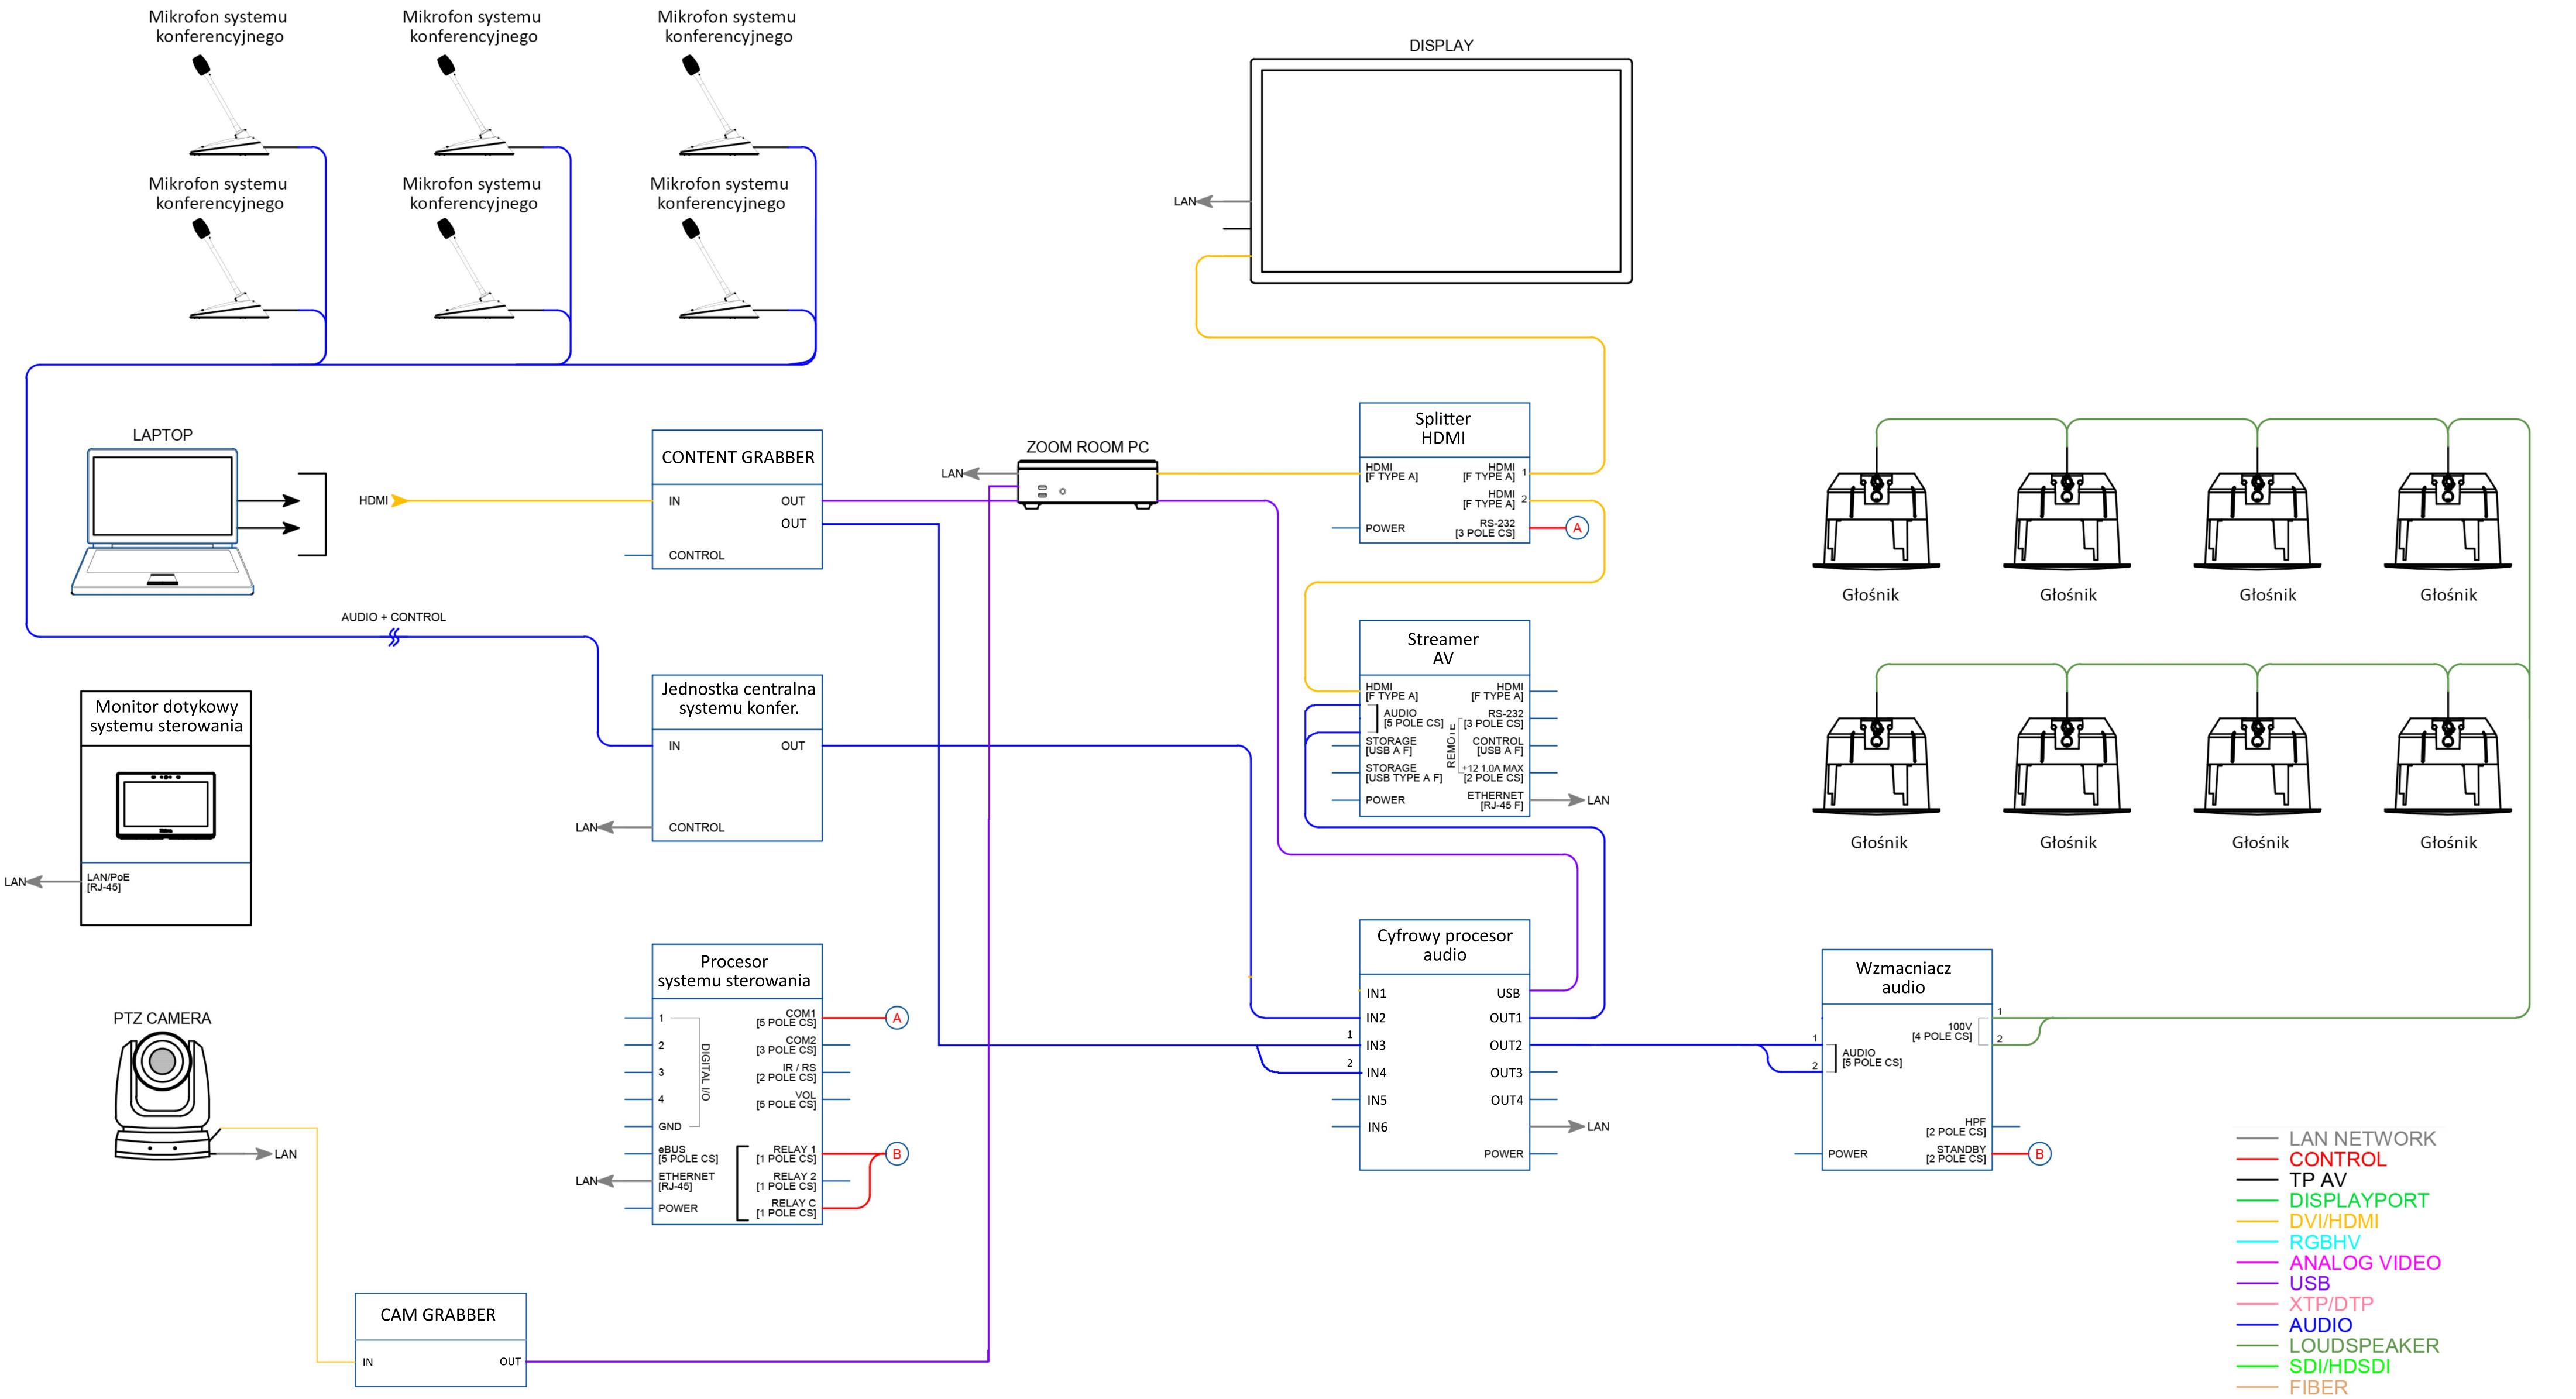 Mikrofon systemu
konferencyjnego
Mikrofon systemu
konferencyjnego
Mikrofon systemu
konferencyjnego
Mikrofon systemu
konferencyjnego
Mikrofon systemu
konferencyjnego
Mikrofon systemu
konferencyjnego
DISPLAY
LAN
LAPTOP
HDMI
CONTENT GRABBER
IN
OUT
OUT
CONTROL
ZOOM ROOM PC
LAN
Splitter
HDMI
HDMI
[F TYPE A]
HDMI
[F TYPE A]
1
HDMI
[F TYPE A]
2
POWER
RS-232
[3 POLE CS]
A
Głośnik
Głośnik
Głośnik
Głośnik
AUDIO + CONTROL
Jednostka centralna
systemu konfer.
IN
OUT
CONTROL
LAN
Streamer
AV
HDMI
[F TYPE A]
AUDIO
[5 POLE CS]
STORAGE
[USB A F]
STORAGE
[USB TYPE A F]
POWER
REMOTE
HDMI
[F TYPE A]
RS-232
[3 POLE CS]
CONTROL
[USB A F]
+12 1.0A MAX
[2 POLE CS]
ETHERNET
[RJ-45 F]
LAN
Głośnik
Głośnik
Głośnik
Głośnik
Monitor dotykowy
systemu sterowania
LAN/PoE
[RJ-45]
LAN
Procesor
systemu sterowania
1
2
3
4
GND
DIGITAL I/O
eBUS
[5 POLE CS]
ETHERNET
[RJ-45]
LAN
POWER
COM1
[5 POLE CS]
A
COM2
[3 POLE CS]
IR / RS
[2 POLE CS]
VOL
[5 POLE CS]
RELAY 1
[1 POLE CS]
B
RELAY 2
[1 POLE CS]
RELAY C
[1 POLE CS]
Cyfrowy procesor
audio
IN1
IN2
1
IN3
2
IN4
IN5
IN6
USB
OUT1
OUT2
OUT3
OUT4
LAN
POWER
Wzmacniacz
audio
1
2
AUDIO
[5 POLE CS]
POWER
100V
[4 POLE CS]
1
2
HPF
[2 POLE CS]
STANDBY
[2 POLE CS]
B
PTZ CAMERA
LAN
CAM GRABBER
IN
OUT
LAN NETWORK
CONTROL
TP AV
DISPLAYPORT
DVI/HDMI
RGBHV
ANALOG VIDEO
USB
XTP/DTP
AUDIO
LOUDSPEAKER
SDI/HDSDI
FIBER